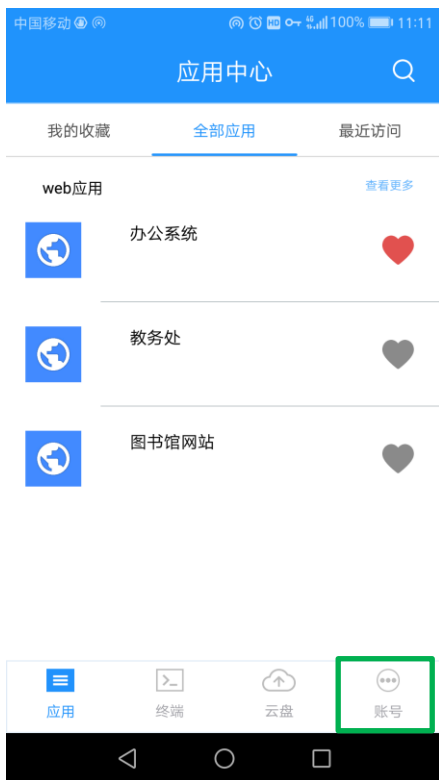 中国移动 HD 46 100% 11:11
应用中心
我的收藏 全部应用 最近访问
web应用 查看更多
办公系统
教务处
图书馆网站
应用 终端 云盘 账号